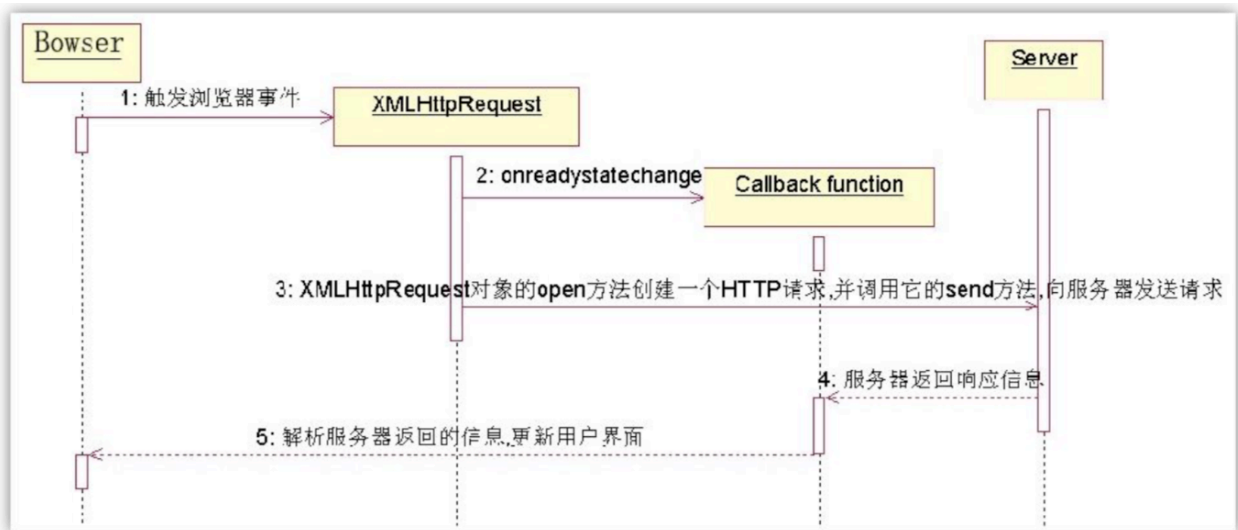 Bowser
Server
1: 触发浏览器事件
XMLHttpRequest
2: onreadystatechange
Callback function
3: XMLHttpRequest对象的open方法创建一个HTTP请求,并调用它的send方法,向服务器发送请求
4: 服务器返回响应信息
5: 解析服务器返回的信息,更新用户界面